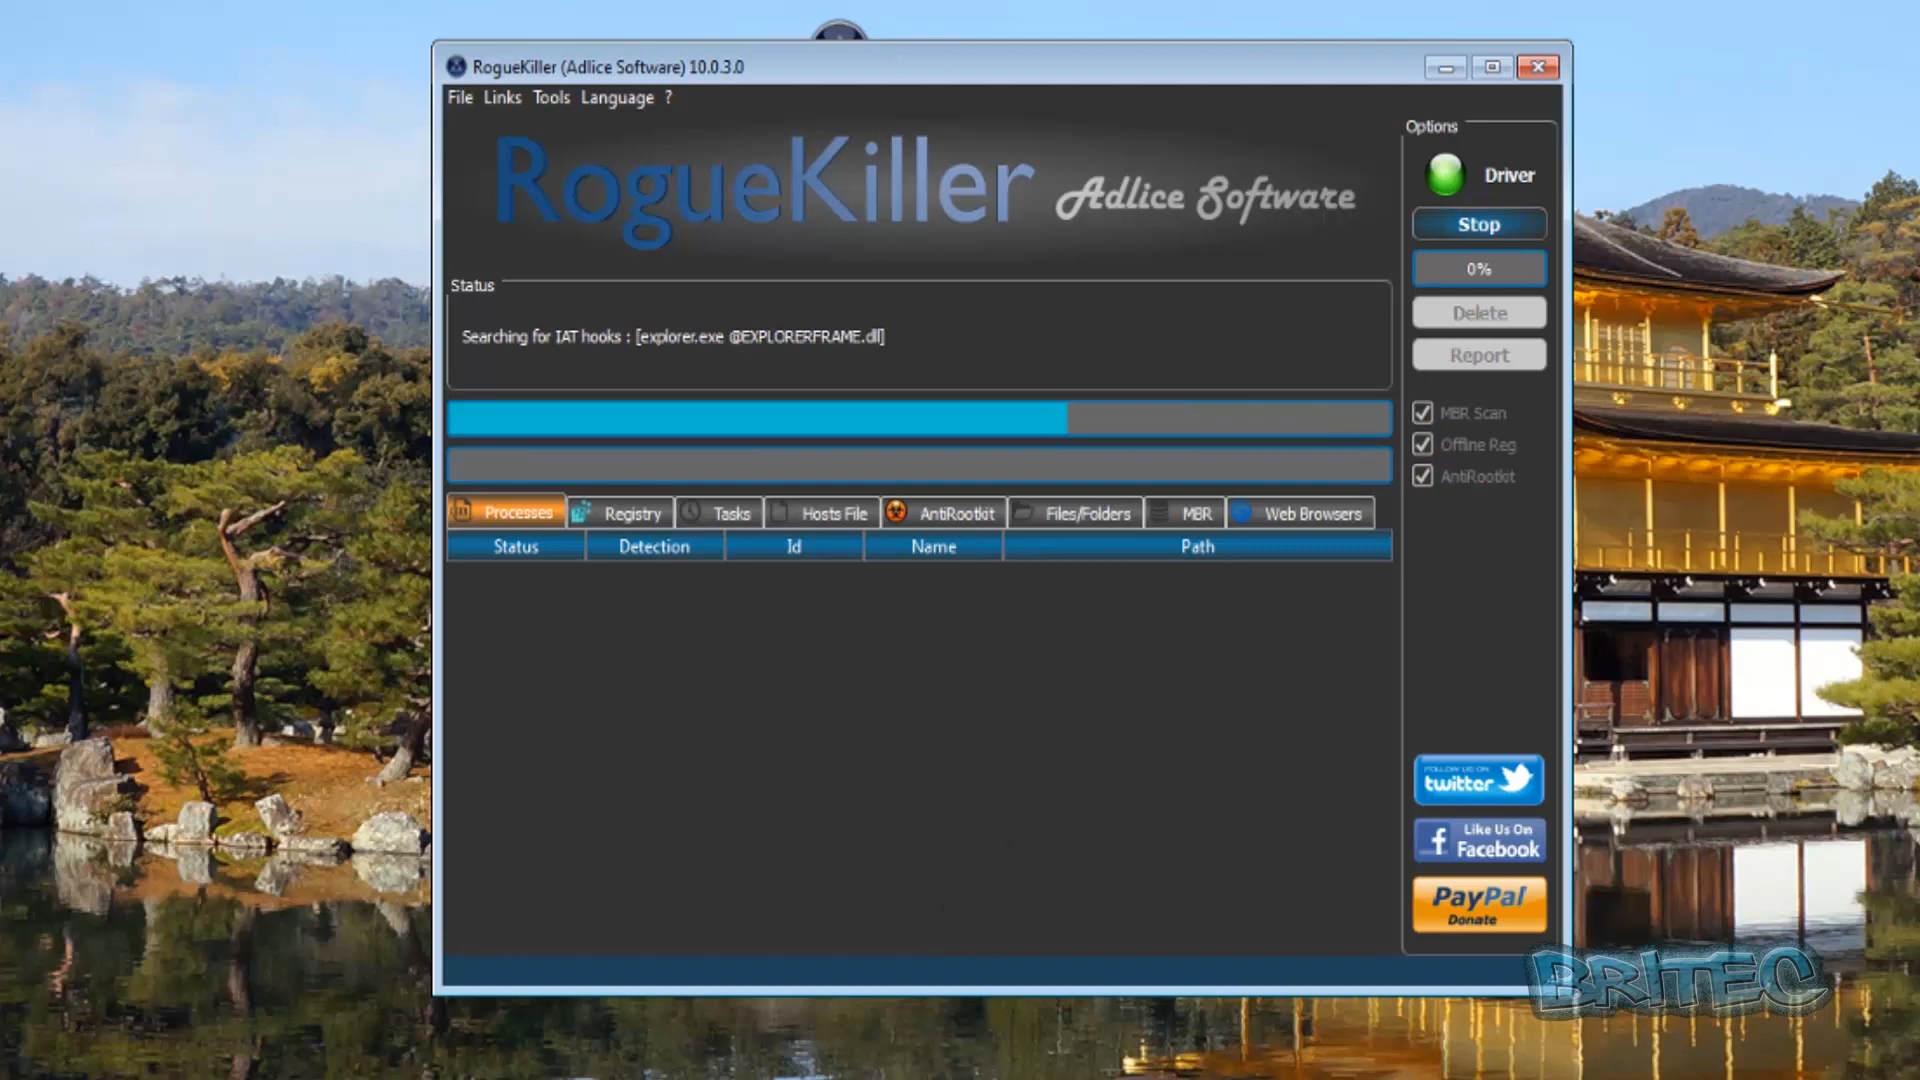 RogueKiller (Adlice Software) 10.0.3.0
File Links Tools Language ?
RogueKiller Adlice Software
Options
Driver
Stop
0%
Delete
Report
MBR Scan
Offline Reg
AntiRootkit
Status
Searching for IAT hooks : [explorer.exe @EXPLORERFRAME.dll]
Processes Registry Tasks Hosts File AntiRootkit Files/Folders MBR Web Browsers
Status Detection Id Name Path
FOLLOW US ON
twitter
Like Us On
Facebook
PayPal
Donate
BRITEC